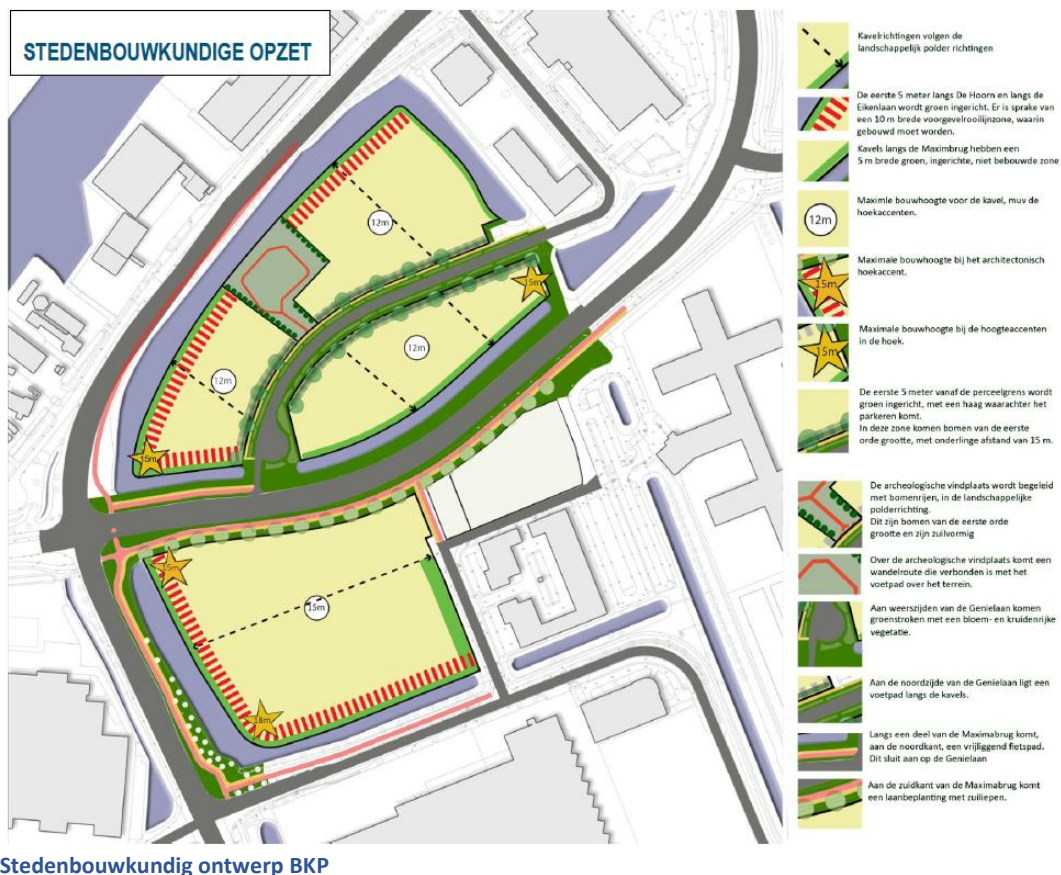 STEDENBOUWKUNDIGE OPZET
12m
15m
12m
12m
15m
15m
15m
18m
Kavelrichtingen volgen de
landschappelijk polder richtingen
De eerste 5 meter langs De Hoorn en langs de
Eikenlaan wordt groen ingericht. Er is sprake van
een 10 m brede voorgevelrooilijnzone, waarin
gebouwd moet worden.
Kavels langs de Maximbrug hebben een
5 m brede groen, ingerichte, niet bebouwde zone
12m
Maximle bouwhoogte voor de kavel, muv de
hoekaccenten.
15m
Maximale bouwhoogte bij het architectonisch
hoekaccent.
15m
Maximale bouwhoogte bij de hoogteaccenten
in de hoek.
De eerste 5 meter vanaf de perceelgrens wordt
groen ingericht, met een haag waarachter het
parkeren komt.
In deze zone komen bomen van de eerste
orde grootte, met onderlinge afstand van 15 m.
De archeologische vindplaats wordt begeleid
met bomenrijen, in de landschappelijke
polderrichting.
Dit zijn bomen van de eerste orde
grootte en zijn zuilvormig
Over de archeologische vindplaats komt een
wandelroute die verbonden is met het
voetpad over het terrein.
Aan weerszijden van de Genielaan komen
groenstroken met een bloem- en kruidenrijke
vegetatie.
Aan de noordzijde van de Genielaan ligt een
voetpad langs de kavels.
Langs een deel van de Maximabrug komt,
aan de noordkant, een vrijliggend fietspad.
Dit sluit aan op de Genielaan
Aan de zuidkant van de Maximabrug komt
een laanbeplanting met zuiliepen.
Stedenbouwkundig ontwerp BKP